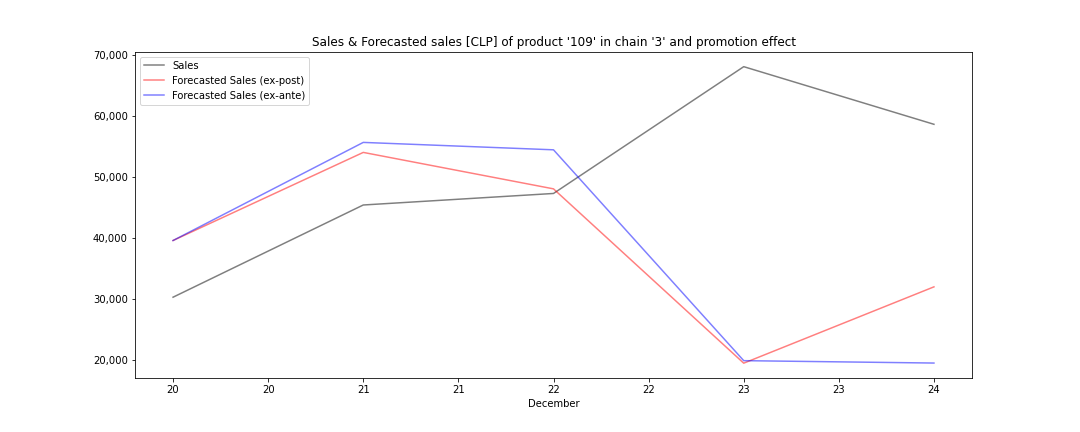 Sales & Forecasted sales [CLP] of product '109' in chain '3' and promotion effect
70,000
60,000
50,000
40,000
30,000
20,000
Sales
Forecasted Sales (ex-post)
Forecasted Sales (ex-ante)
20 20 21 21 22 22 23 23 24
December